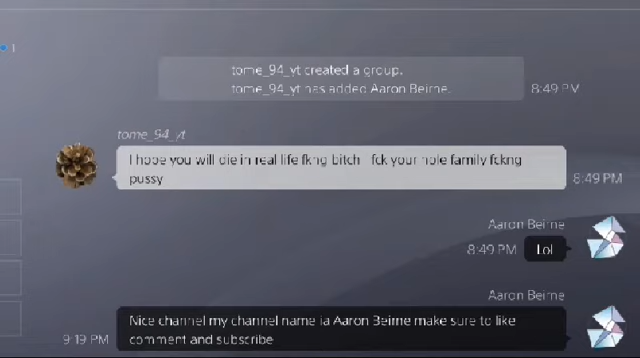 1
tome_94_yt created a group.
tome_94_yt has added Aaron Beirne.
8:49 PM
tome_94_yt
I hope you will die in real life fkng bitch fck your hole family fckng
pussy
8:49 PM
Aaron Beirne
8:49 PM
Lol
Aaron Beirne
Nice channel my channel name ia Aaron Beirne make sure to like
comment and subscribe
9:19 PM